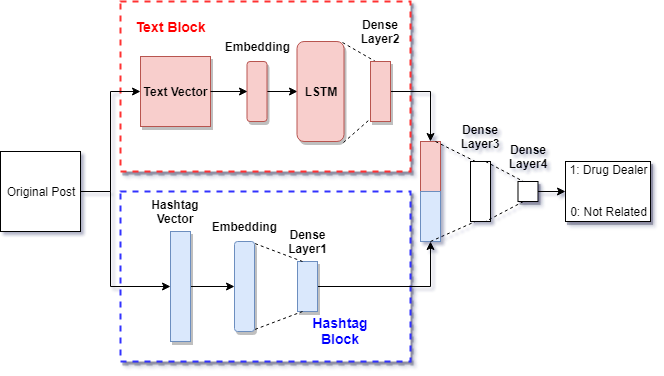 Text Block
Embedding
Dense
Layer2
Text Vector
LSTM
Original Post
Dense
Layer3
Dense
Layer4
1: Drug Dealer
0: Not Related
Hashtag
Vector
Embedding
Dense
Layer1
Hashtag
Block